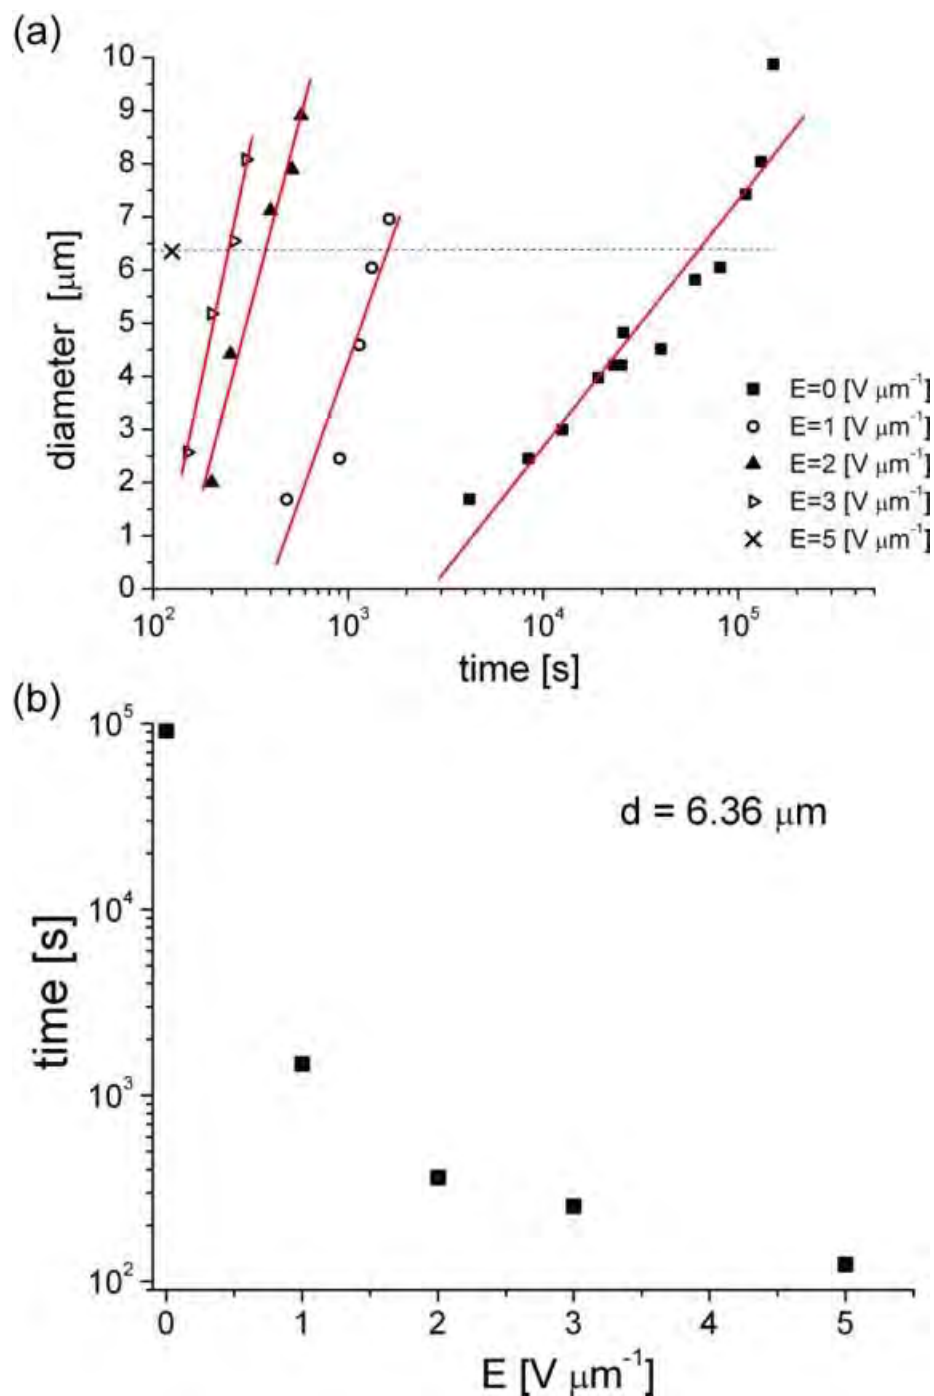 (a)
10
9
8
7
6
5
4
3
2
1
0
diameter [μm]
E=0 [V μm⁻¹]
E=1 [V μm⁻¹]
E=2 [V μm⁻¹]
E=3 [V μm⁻¹]
E=5 [V μm⁻¹]
10² 10³ 10⁴ 10⁵
time [s]
(b)
10⁵
10⁴
10³
10²
time [s]
d = 6.36 μm
0 1 2 3 4 5
E [V μm⁻¹]